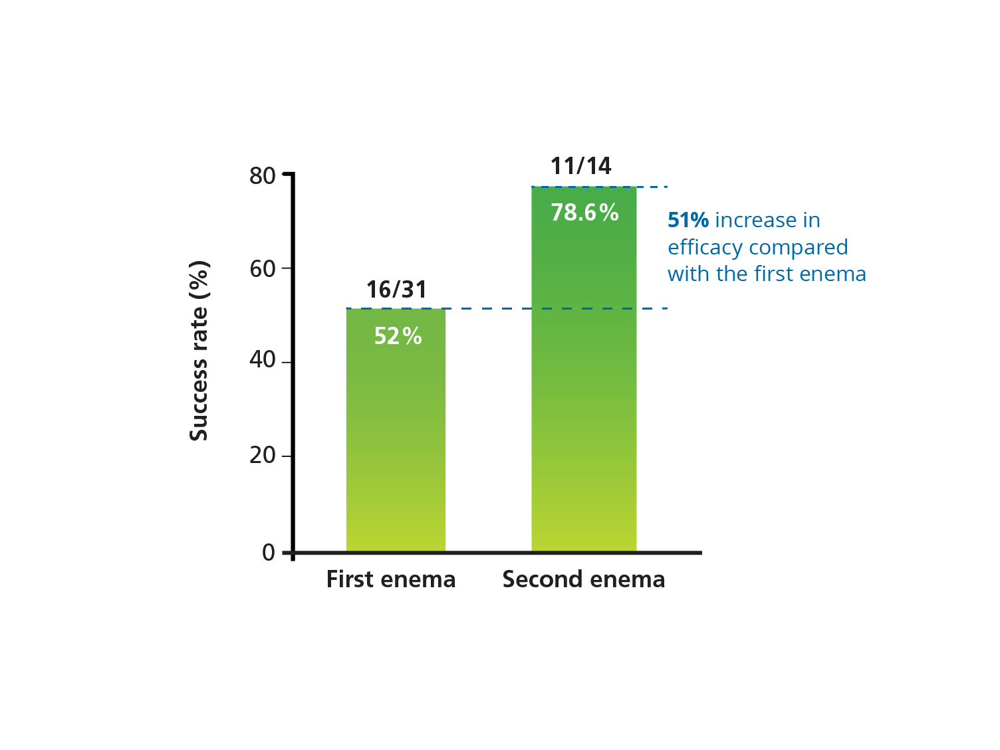 Success rate (%)
80
60
40
20
0
16/31
52%
11/14
78.6%
51% increase in
efficacy compared
with the first enema
First enema
Second enema